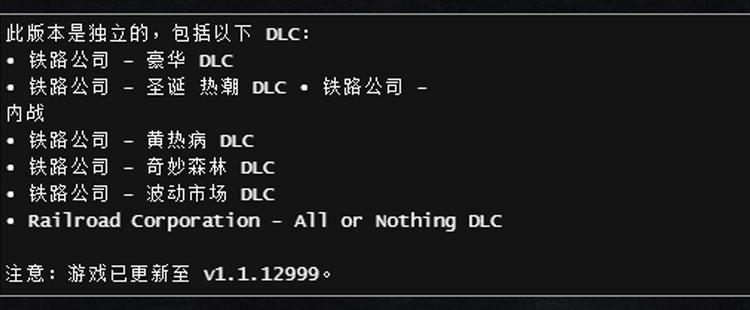 此版本是独立的，包括以下 DLC：
• 铁路公司 – 豪华 DLC
• 铁路公司 – 圣诞 热潮 DLC • 铁路公司 –
内战
• 铁路公司 – 黄热病 DLC
• 铁路公司 – 奇妙森林 DLC
• 铁路公司 – 波动市场 DLC
• Railroad Corporation – All or Nothing DLC
注意：游戏已更新至 v1.1.12999。